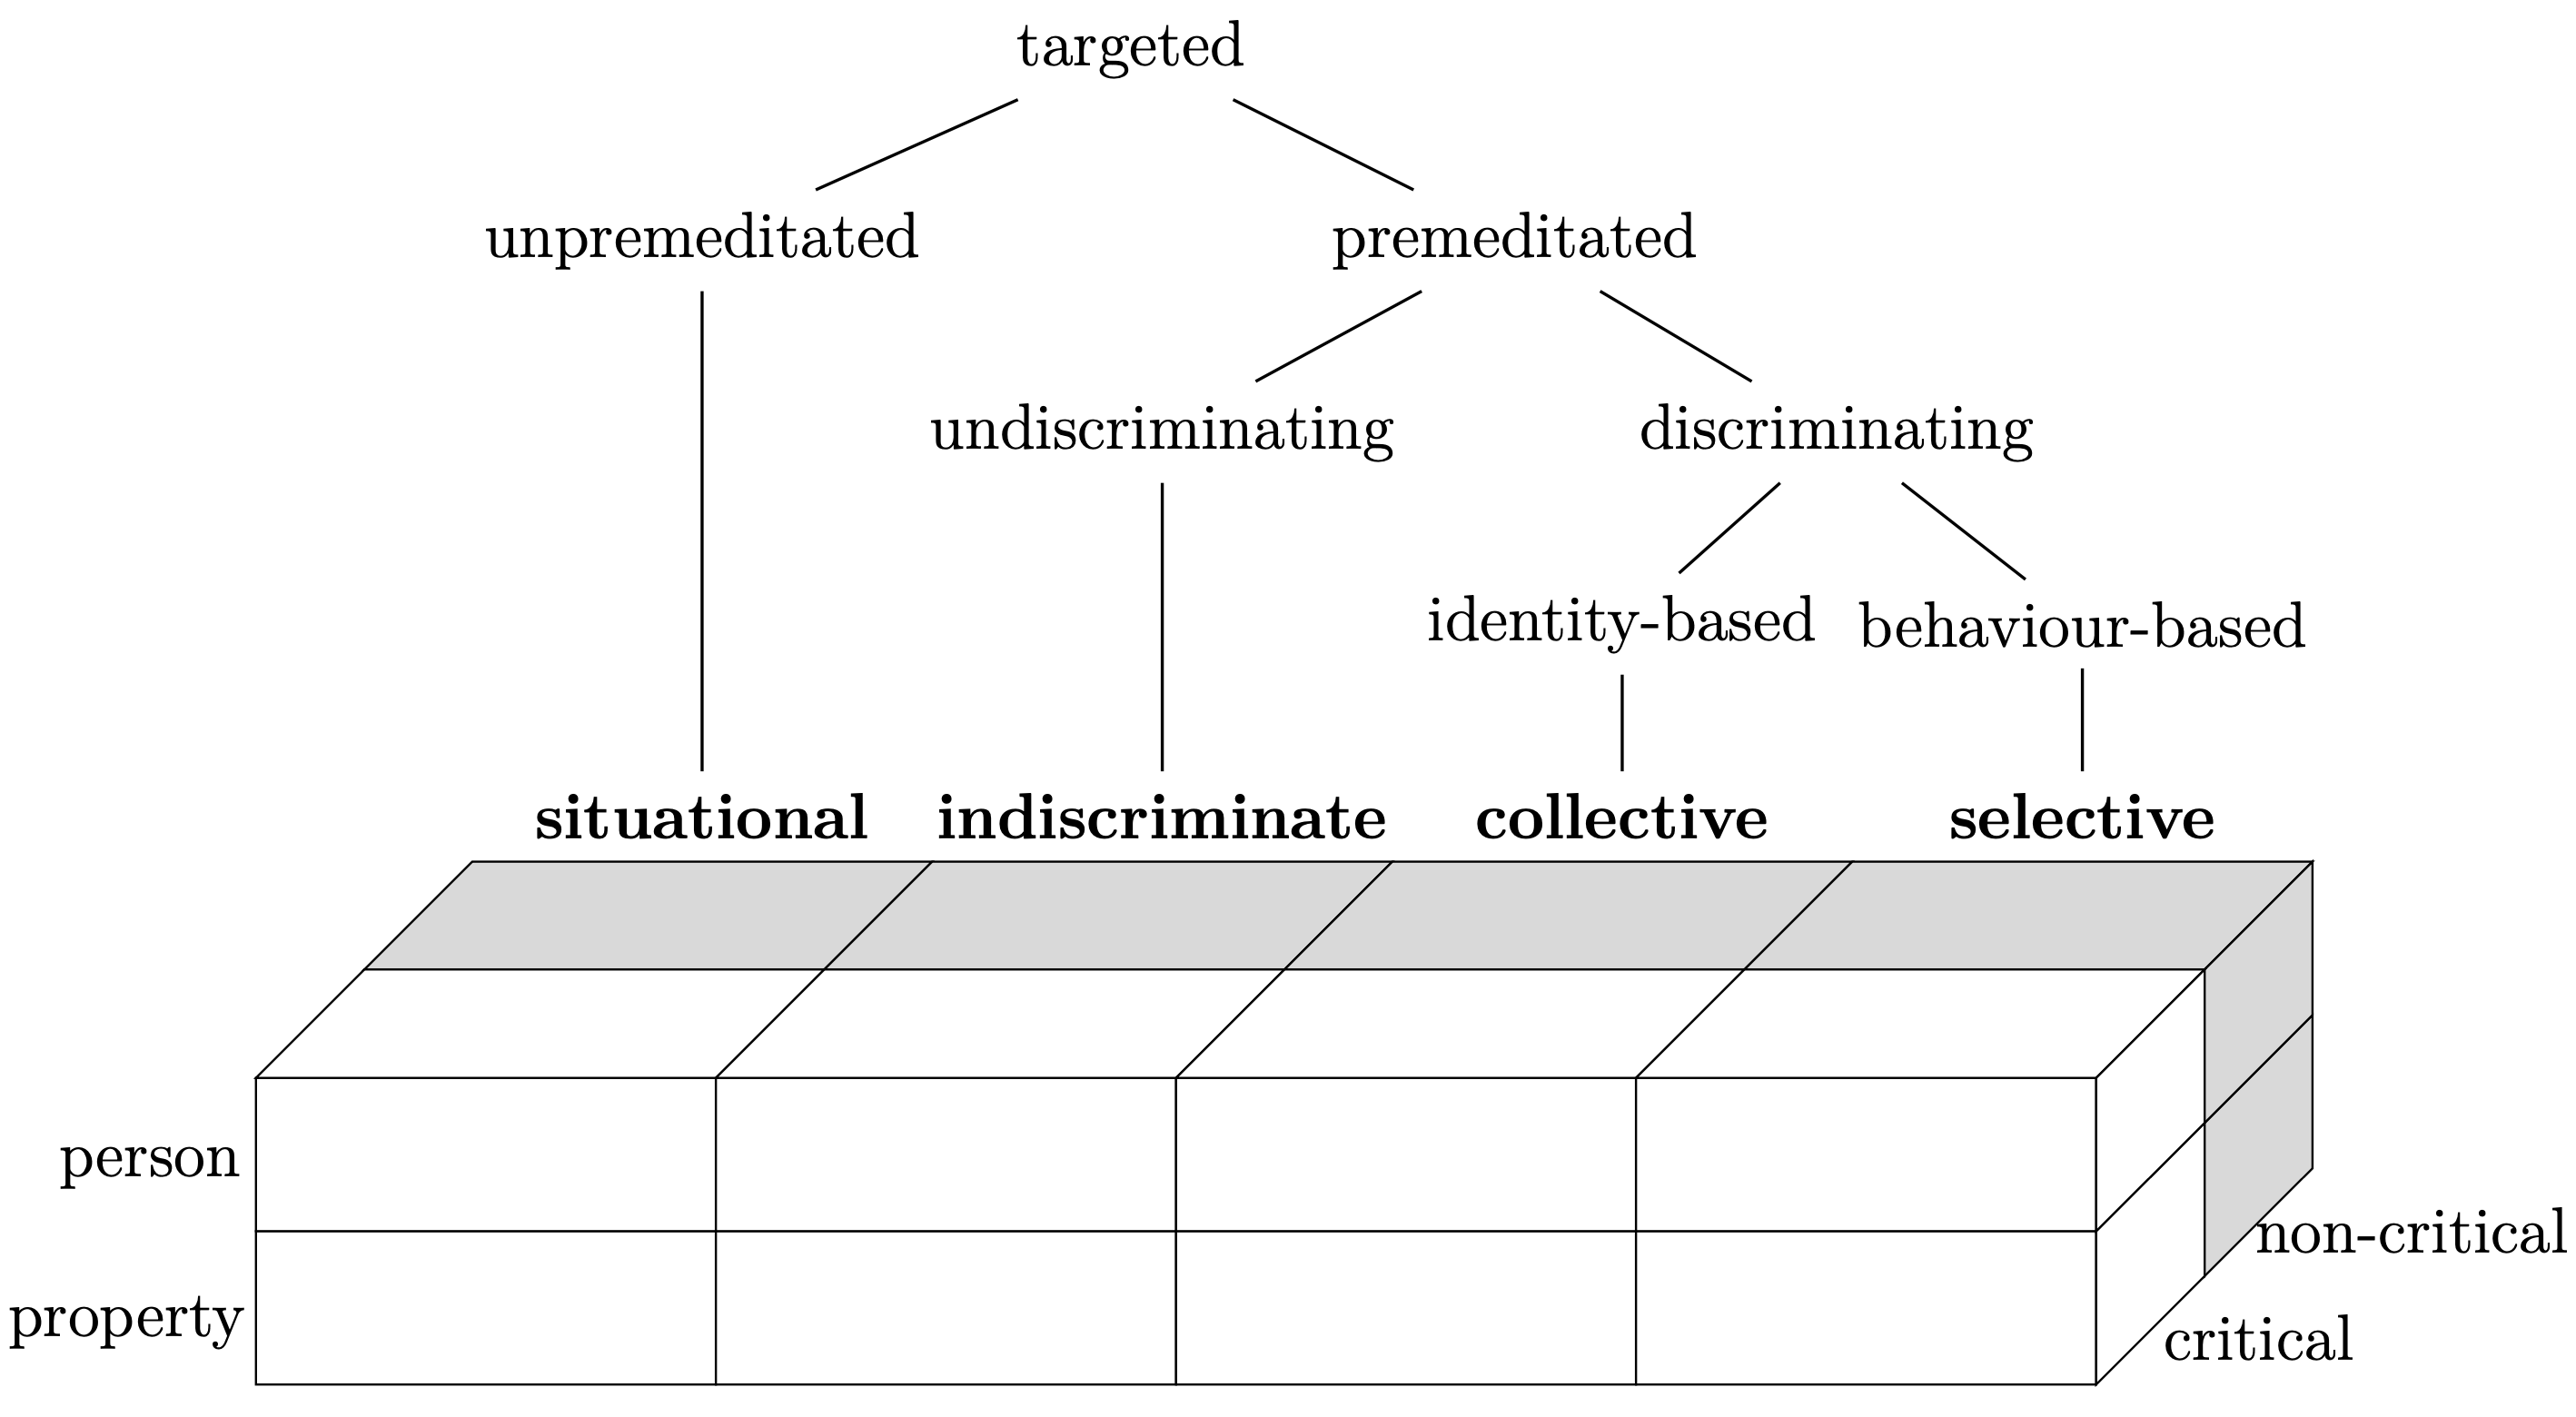 targeted
unpremeditated premeditated
undiscriminating discriminating
identity-based behaviour-based
situational indiscriminate collective selective
person
non-critical
property
critical